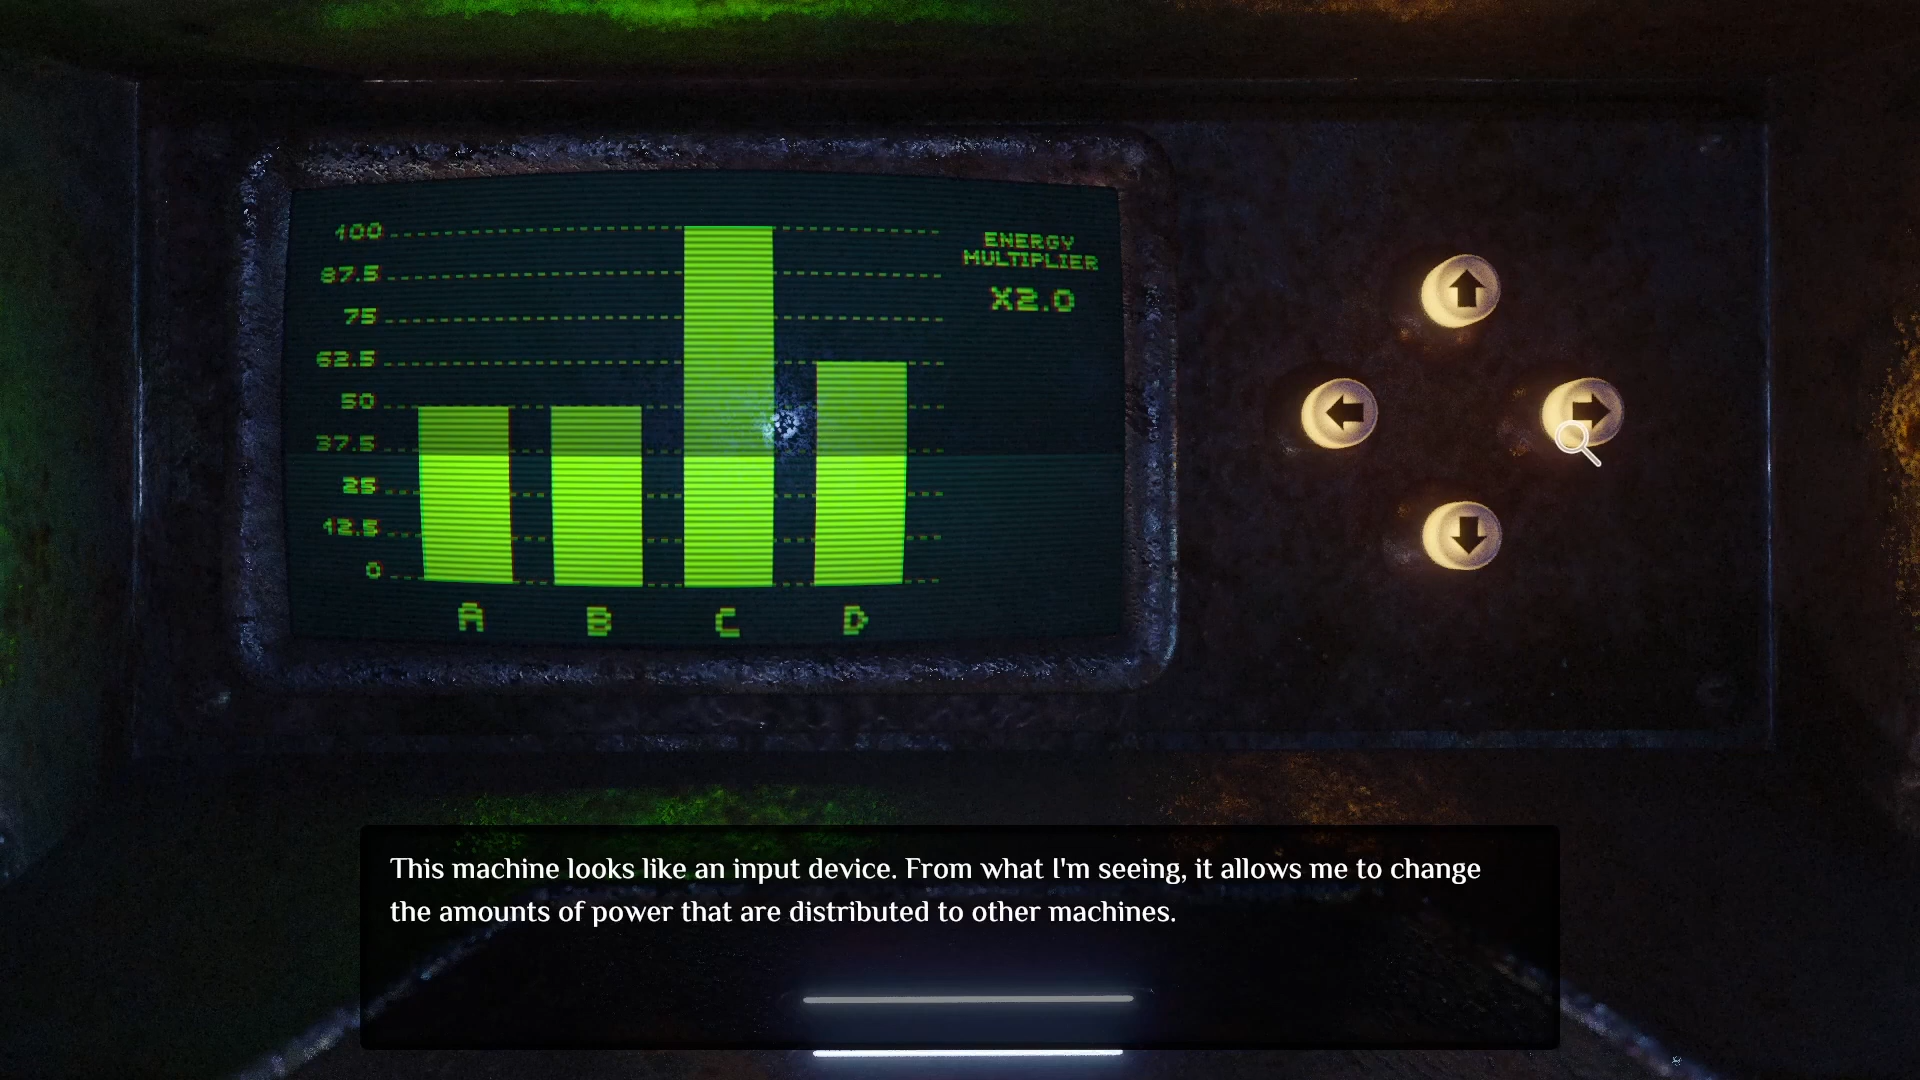 100
87.5
75
62.5
50
37.5
25
12.5
0
A B C D
ENERGY
MULTIPLIER
X2.0
This machine looks like an input device. From what I'm seeing, it allows me to change
the amounts of power that are distributed to other machines.